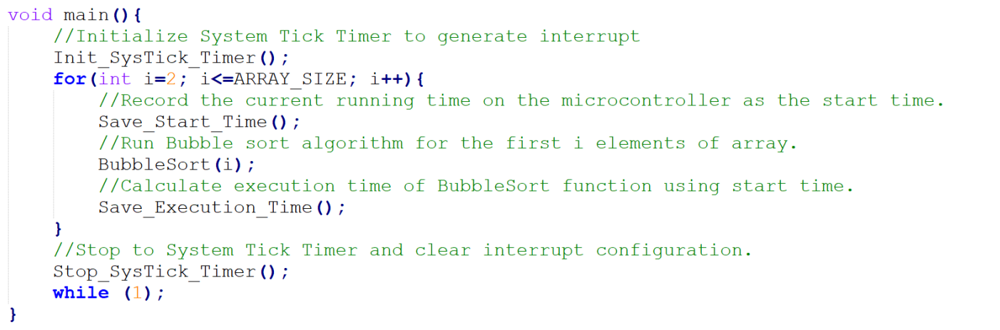 void main(){
//Initialize System Tick Timer to generate interrupt
Init_SysTick_Timer();
for(int i=2; i<=ARRAY_SIZE; i++){
//Record the current running time on the microcontroller as the start time.
Save_Start_Time();
//Run Bubble sort algorithm for the first i elements of array.
BubbleSort(i);
//Calculate execution time of BubbleSort function using start time.
Save_Execution_Time();
}
//Stop to System Tick Timer and clear interrupt configuration.
Stop_SysTick_Timer();
while (1);
}